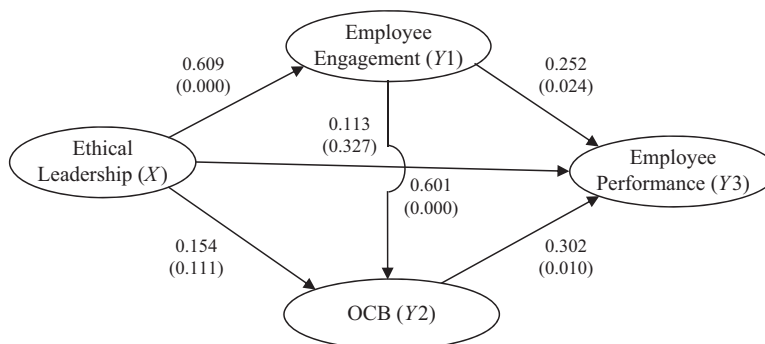 Employee
Engagement (Y1)
0.609
(0.000)
0.252
(0.024)
0.113
(0.327)
Ethical
Leadership (X)
Employee
Performance (Y3)
0.601
(0.000)
0.154
(0.111)
0.302
(0.010)
OCB (Y2)